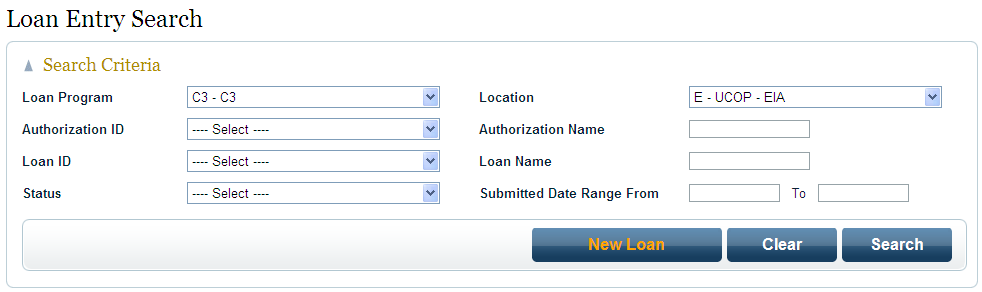 Loan Entry Search
Search Criteria
Loan Program C3 - C3 Location E - UCOP - EIA
Authorization ID ---- Select ---- Authorization Name
Loan ID ---- Select ---- Loan Name
Status ---- Select ---- Submitted Date Range From To
New Loan Clear Search